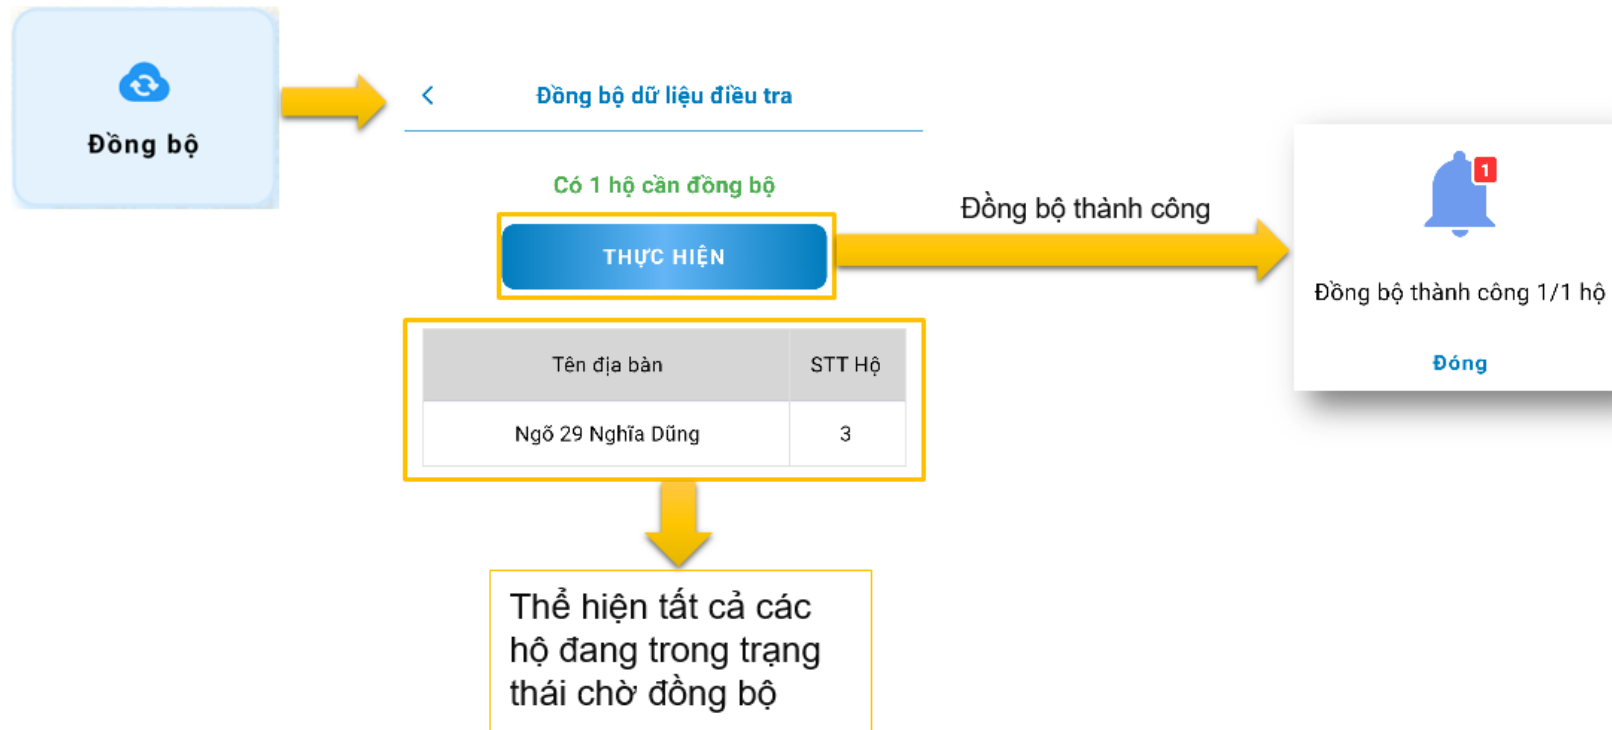 Đồng bộ
Đồng bộ dữ liệu điều tra
Có 1 hộ cần đồng bộ
THỰC HIỆN
Tên địa bàn STT Hộ
Ngõ 29 Nghĩa Dũng 3
Thể hiện tất cả các
hộ đang trong trạng
thái chờ đồng bộ
Đồng bộ thành công
1
Đồng bộ thành công 1/1 hộ
Đóng